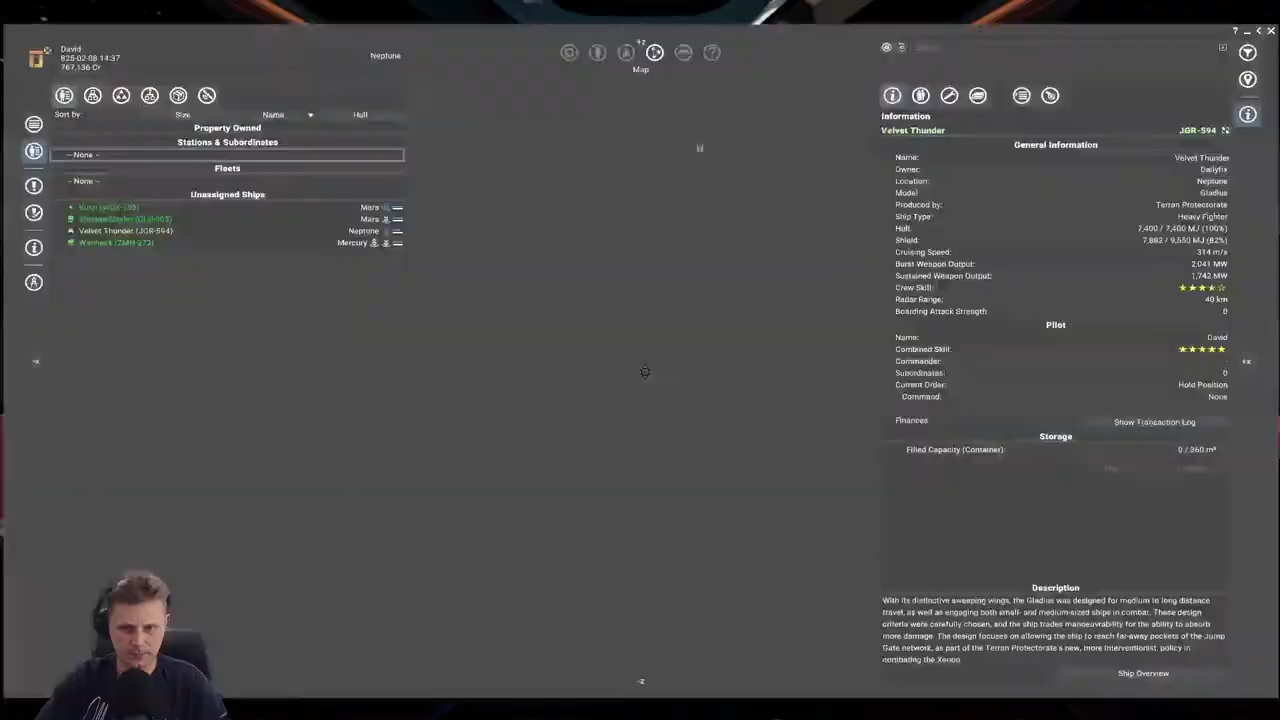 David
825-02-08 14:37
767,136 Cr
Neptune
+z
Map
Sort by: Size Name Hull
Property Owned
Stations & Subordinates
-- None --
Fleets
-- None --
Unassigned Ships
Mars
Mars
Velvet Thunder (JGR-594) Neptune
Mercury
-x
+x
-z
Information
Velvet Thunder JGR-594
General Information
Name: Velvet Thunder
Owner: Dailyfix
Location: Neptune
Model: Gladius
Produced by: Terran Protectorate
Ship Type: Heavy Fighter
Hull: 7,400 / 7,400 MJ (100%)
Shield: 7,882 / 9,550 MJ (82%)
Cruising Speed: 314 m/s
Burst Weapon Output: 2,041 MW
Sustained Weapon Output: 1,742 MW
Crew Skill: ★★★★☆
Radar Range: 40 km
Boarding Attack Strength: 0
Pilot
Name: David
Combined Skill: ★★★★★
Commander: -
Subordinates: 0
Current Order: Hold Position
Command: None
Finances Show Transaction Log
Storage
Filled Capacity (Container): 0 / 360 m³
Description
With its distinctive sweeping wings, the Gladius was designed for medium to long distance
travel, as well as engaging both small- and medium-sized ships in combat. These design
criteria were carefully chosen, and the ship trades manoeuvrability for the ability to absorb
more damage. The design focuses on allowing the ship to reach far-away pockets of the Jump
Gate network, as part of the Terran Protectorate's new, more interventionist, policy in
combating the Xenon.
Ship Overview